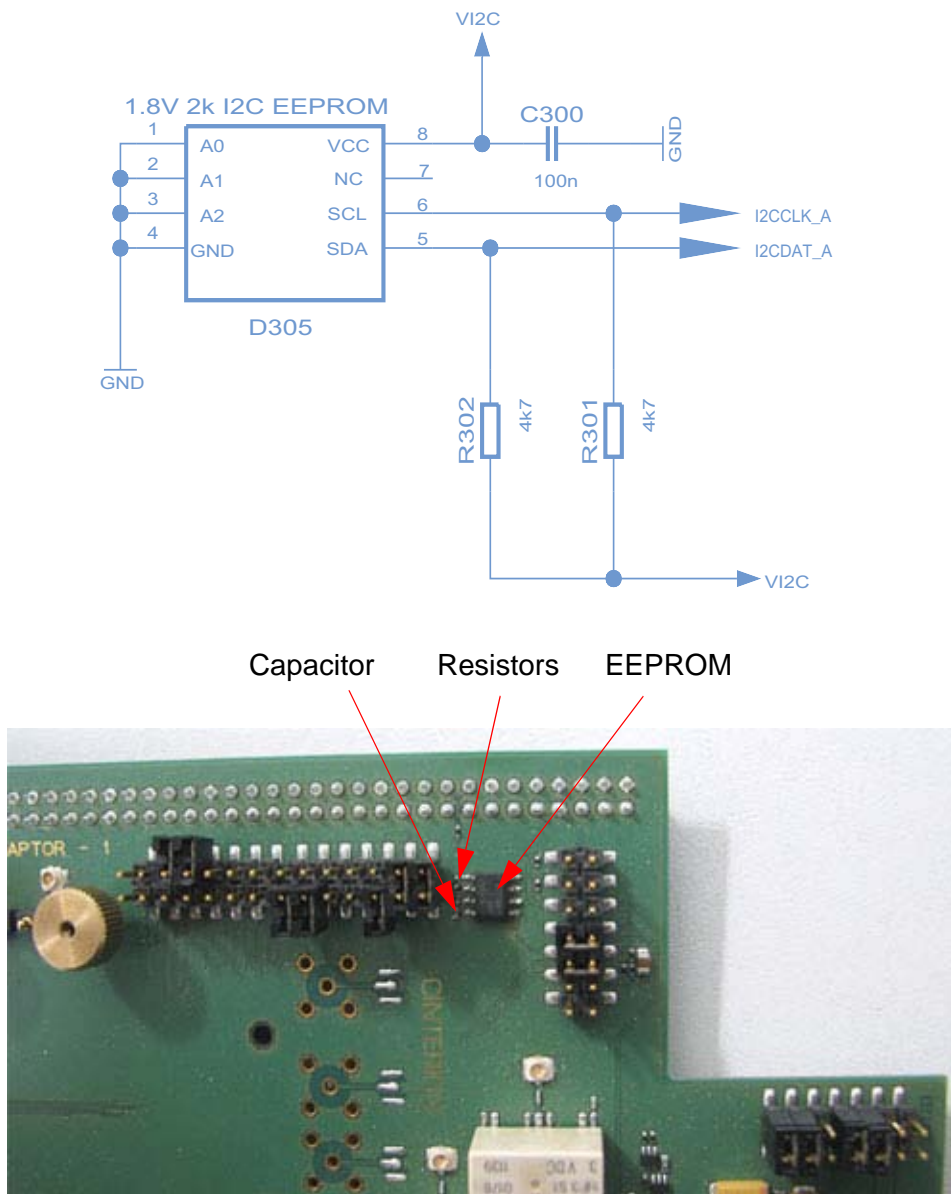 VI2C
1.8V 2k I2C EEPROM
C300
GND
100n
1
2
3
4
A0
A1
A2
GND
VCC
NC
SCL
SDA
8
7
6
5
I2CCLK_A
I2CDAT_A
D305
GND
R302
4k7
R301
4k7
VI2C
Capacitor Resistors EEPROM
APTOR - 1
3 V DC